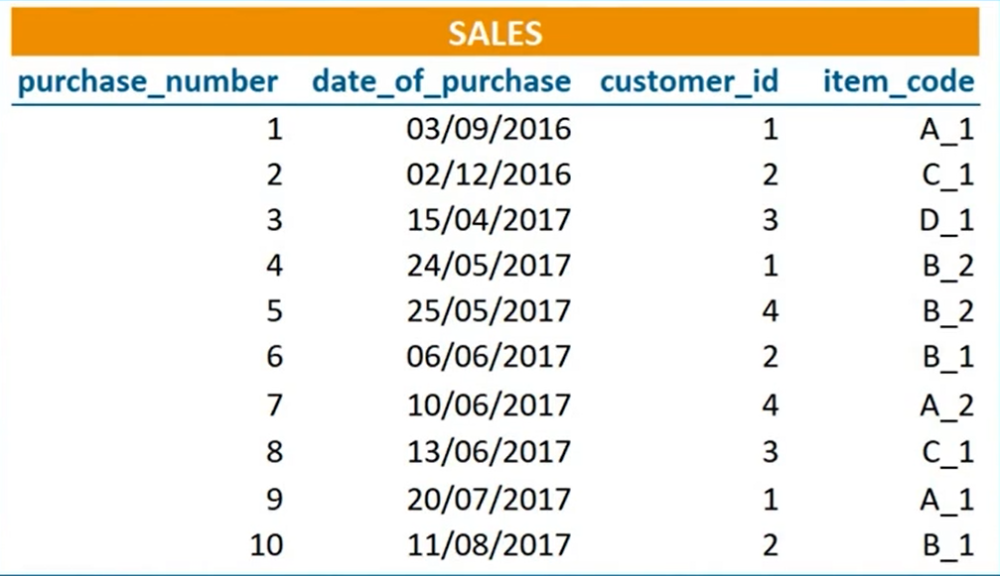 SALES
purchase_number date_of_purchase customer_id item_code
1 03/09/2016 1 A_1
2 02/12/2016 2 C_1
3 15/04/2017 3 D_1
4 24/05/2017 1 B_2
5 25/05/2017 4 B_2
6 06/06/2017 2 B_1
7 10/06/2017 4 A_2
8 13/06/2017 3 C_1
9 20/07/2017 1 A_1
10 11/08/2017 2 B_1